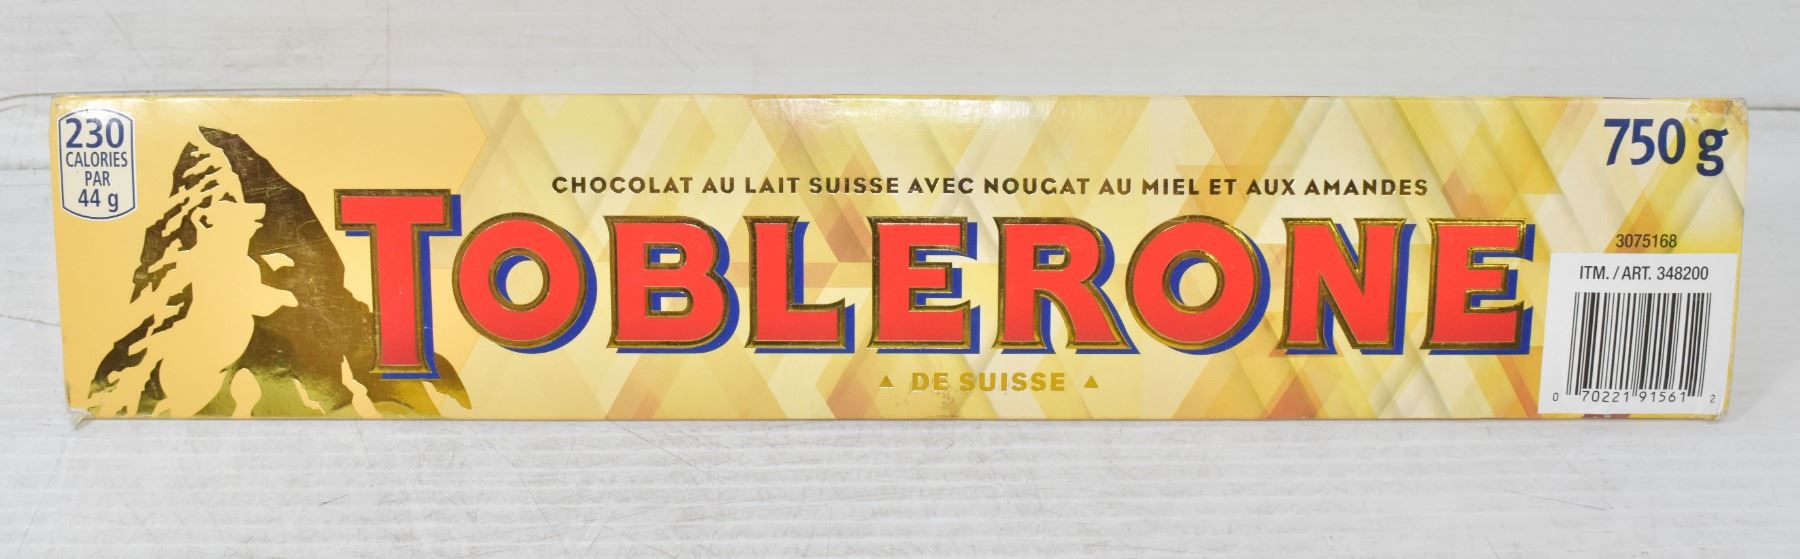 230
CALORIES
PAR
44 g
750 g
CHOCOLAT AU LAIT SUISSE AVEC NOUGAT AU MIEL ET AUX AMANDES
TOBLERONE
DE SUISSE
3075168
ITM. / ART. 348200
0 70221 91561 2